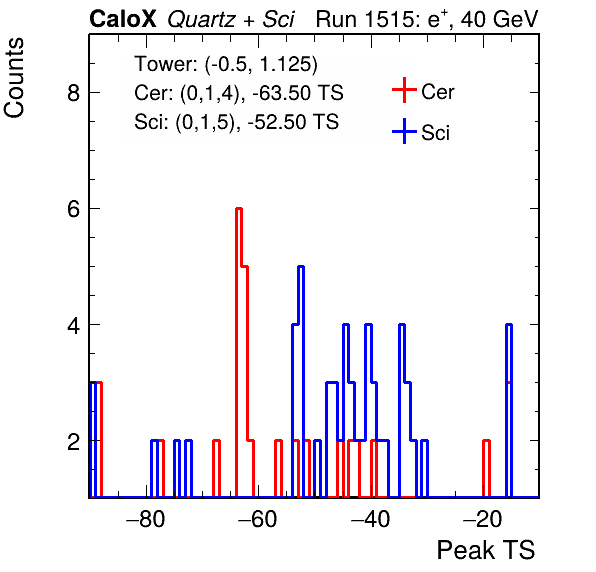 CaloX Quartz + Sci Run 1515: e⁺, 40 GeV
Tower: (-0.5, 1.125)
Cer: (0,1,4), -63.50 TS
Sci: (0,1,5), -52.50 TS
Cer
Sci
Counts
8
6
4
2
−80 −60 −40 −20
Peak TS